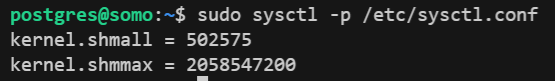 postgres@somo:~$ sudo sysctl -p /etc/sysctl.conf
kernel.shmall = 502575
kernel.shmmax = 2058547200